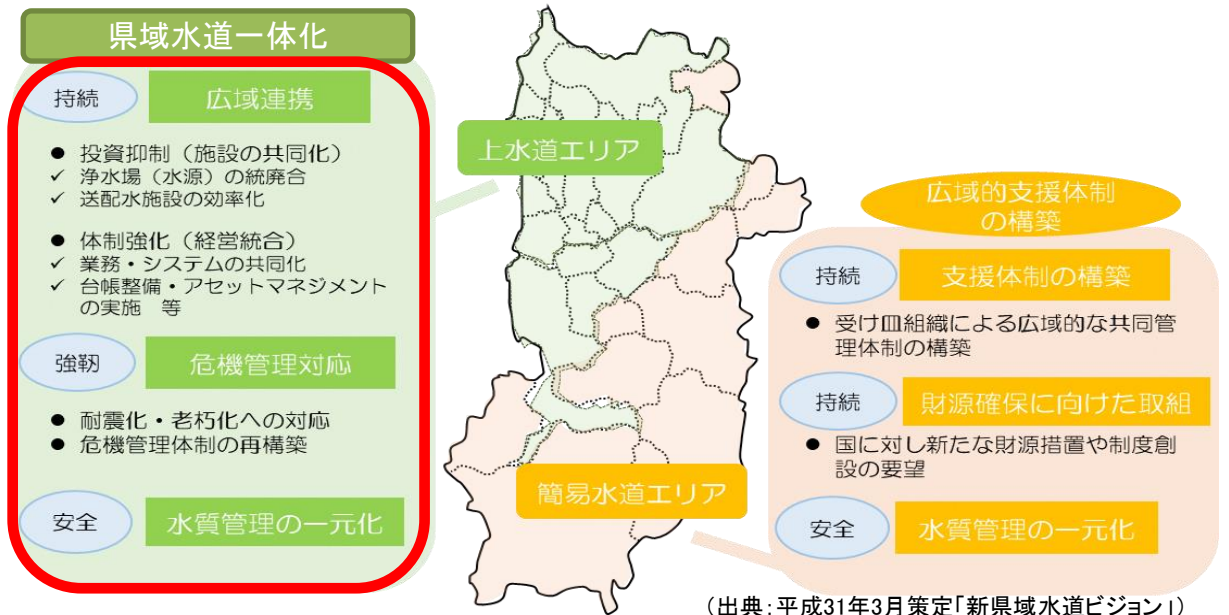 県域水道一体化
持続
広域連携
● 投資抑制（施設の共同化）
✓ 浄水場（水源）の統廃合
✓ 送配水施設の効率化
● 体制強化（経営統合）
✓ 業務・システムの共同化
✓ 台帳整備・アセットマネジメント
の実施　等
強靭
危機管理対応
● 耐震化・老朽化への対応
● 危機管理体制の再構築
安全
水質管理の一元化
上水道エリア
簡易水道エリア
広域的支援体制
の構築
持続
支援体制の構築
● 受け皿組織による広域的な共同管
理体制の構築
持続
財源確保に向けた取組
● 国に対し新たな財源措置や制度創
設の要望
安全
水質管理の一元化
（出典：平成31年3月策定「新県域水道ビジョン」）